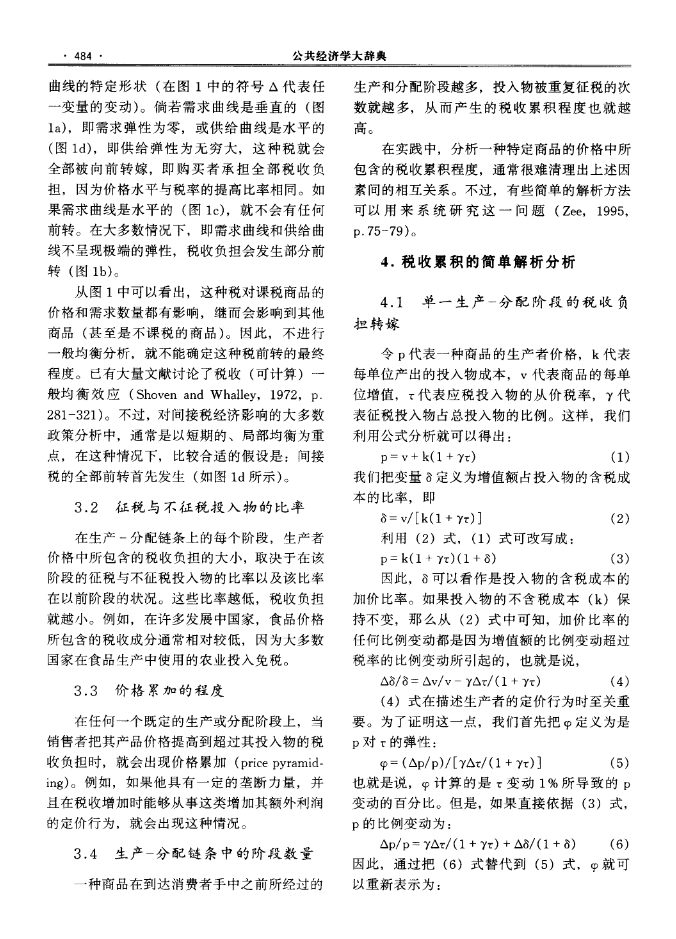 · 484 ·
公共经济学大辞典
曲线的特定形状（在图 1 中的符号 Δ 代表任
一变量的变动）。倘若需求曲线是垂直的（图
1a），即需求弹性为零，或供给曲线是水平的
(图 1d)，即供给弹性为无穷大，这种税就会
全部被向前转嫁，即购买者承担全部税收负
担，因为价格水平与税率的提高比率相同。如
果需求曲线是水平的（图 1c），就不会有任何
前转。在大多数情况下，即需求曲线和供给曲
线不呈现极端的弹性，税收负担会发生部分前
转（图 1b）。
从图 1 中可以看出，这种税对课税商品的
价格和需求数量都有影响，继而会影响到其他
商品（甚至是不课税的商品）。因此，不进行
一般均衡分析，就不能确定这种税前转的最终
程度。已有大量文献讨论了税收（可计算）一
般均衡效应（Shoven and Whalley，1972，p.
281-321）。不过，对间接税经济影响的大多数
政策分析中，通常是以短期的、局部均衡为重
点，在这种情况下，比较合适的假设是：间接
税的全部前转首先发生（如图 1d 所示）。
3.2 征税与不征税投入物的比率
在生产－分配链条上的每个阶段，生产者
价格中所包含的税收负担的大小，取决于在该
阶段的征税与不征税投入物的比率以及该比率
在以前阶段的状况。这些比率越低，税收负担
就越小。例如，在许多发展中国家，食品价格
所包含的税收成分通常相对较低，因为大多数
国家在食品生产中使用的农业投入免税。
3.3 价格累加的程度
在任何一个既定的生产或分配阶段上，当
销售者把其产品价格提高到超过其投入物的税
收负担时，就会出现价格累加（price pyramid-
ing）。例如，如果他具有一定的垄断力量，并
且在税收增加时能够从事这类增加其额外利润
的定价行为，就会出现这种情况。
3.4 生产－分配链条中的阶段数量
一种商品在到达消费者手中之前所经过的
生产和分配阶段越多，投入物被重复征税的次
数就越多，从而产生的税收累积程度也就越
高。
在实践中，分析一种特定商品的价格中所
包含的税收累积程度，通常很难清理出上述因
素间的相互关系。不过，有些简单的解析方法
可以用来系统研究这一问题（Zee，1995，
p.75-79）。
4. 税收累积的简单解析分析
4.1 单一生产－分配阶段的税收负
担转嫁
令 p 代表一种商品的生产者价格，k 代表
每单位产出的投入物成本，v 代表商品的每单
位增值，τ 代表应税投入物的从价税率，γ 代
表征税投入物占总投入物的比例。这样，我们
利用公式分析就可以得出：
p = v + k(1 + γτ) (1)
我们把变量 δ 定义为增值额占投入物的含税成
本的比率，即
δ = v/[k(1 + γτ)] (2)
利用（2）式，（1）式可改写成：
p = k(1 + γτ)(1 + δ) (3)
因此，δ 可以看作是投入物的含税成本的
加价比率。如果投入物的不含税成本（k）保
持不变，那么从（2）式中可知，加价比率的
任何比例变动都是因为增值额的比例变动超过
税率的比例变动所引起的，也就是说，
Δδ/δ = Δv/v - γΔτ/(1 + γτ) (4)
（4）式在描述生产者的定价行为时至关重
要。为了证明这一点，我们首先把 φ 定义为是
p 对 τ 的弹性：
φ = (Δp/p)/[γΔτ/(1 + γτ)] (5)
也就是说，φ 计算的是 τ 变动 1% 所导致的 p
变动的百分比。但是，如果直接依据（3）式，
p 的比例变动为：
Δp/p = γΔτ/(1 + γτ) + Δδ/(1 + δ) (6)
因此，通过把（6）式替代到（5）式，φ 就可
以重新表示为：